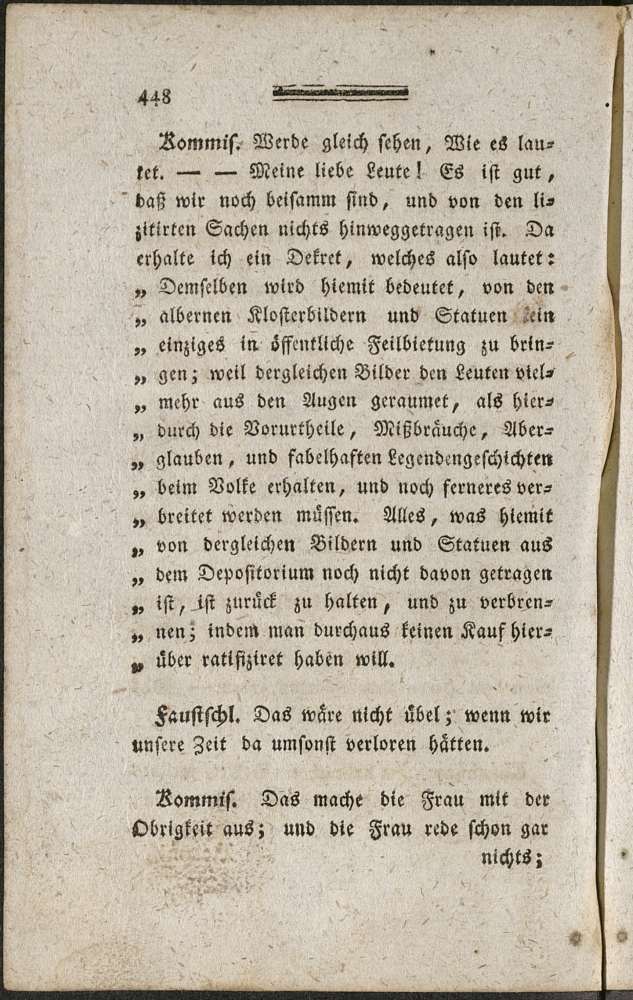 448
Kommis. Werde gleich sehen, Wie es lau-
tet. — — Meine liebe Leute! Es ist gut,
daß wir noch beisamm sind, und von den li-
zitirten Sachen nichts hinweggetragen ist. Da
erhalte ich ein Dekret, welches also lautet:
„ Demselben wird hiemit bedeutet, von den
„ albernen Klosterbildern und Statuen kein
„ einziges in öffentliche Feilbietung zu brin-
„ gen; weil dergleichen Bilder den Leuten viel-
„ mehr aus den Augen geraumet, als hier-
„ durch die Vorurtheile, Mißbräuche, Aber-
„ glauben, und fabelhaften Legendengeschichten
„ beim Volke erhalten, und noch ferneres ver-
„ breitet werden müssen. Alles, was hiemit
„ von dergleichen Bildern und Statuen aus
„ dem Depositorium noch nicht davon getragen
„ ist, ist zurück zu halten, und zu verbren-
„ nen; indem man durchaus keinen Kauf hier-
„ über ratifiziret haben will.
Faustschl. Das wäre nicht übel; wenn wir
unsere Zeit da umsonst verloren hätten.
Kommis. Das mache die Frau mit der
Obrigkeit aus; und die Frau rede schon gar
nichts;